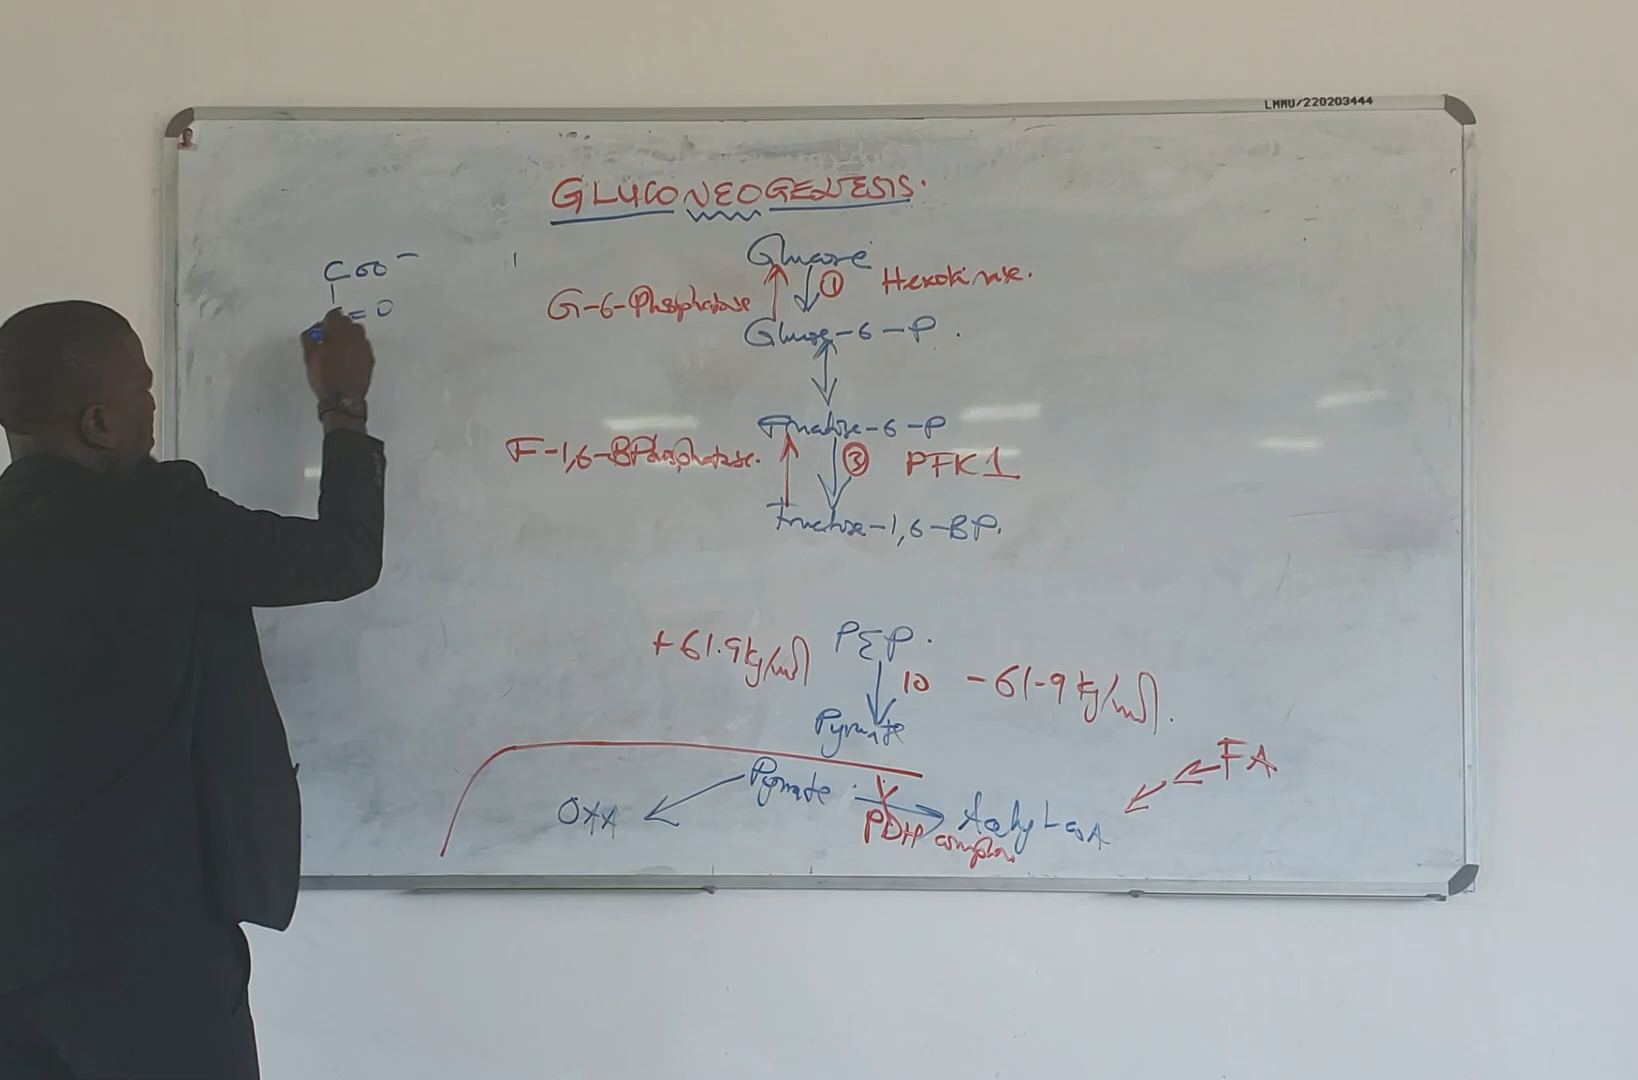 LMMU/220203444
GLUCONEOGENESIS.
COO⁻
C=O
Glucose
G-6-Phosphatase ① Hexokinase.
Glucose-6-P.
Fructose-6-P
F-1,6-BPhosphatase. ③ PFK1
Fructose-1,6-BP.
+61.9kj/mol PEP. 10 -61.9kj/mol.
Pyruvate
FA
OXA Pyruvate Acetyl CoA
PDH complex